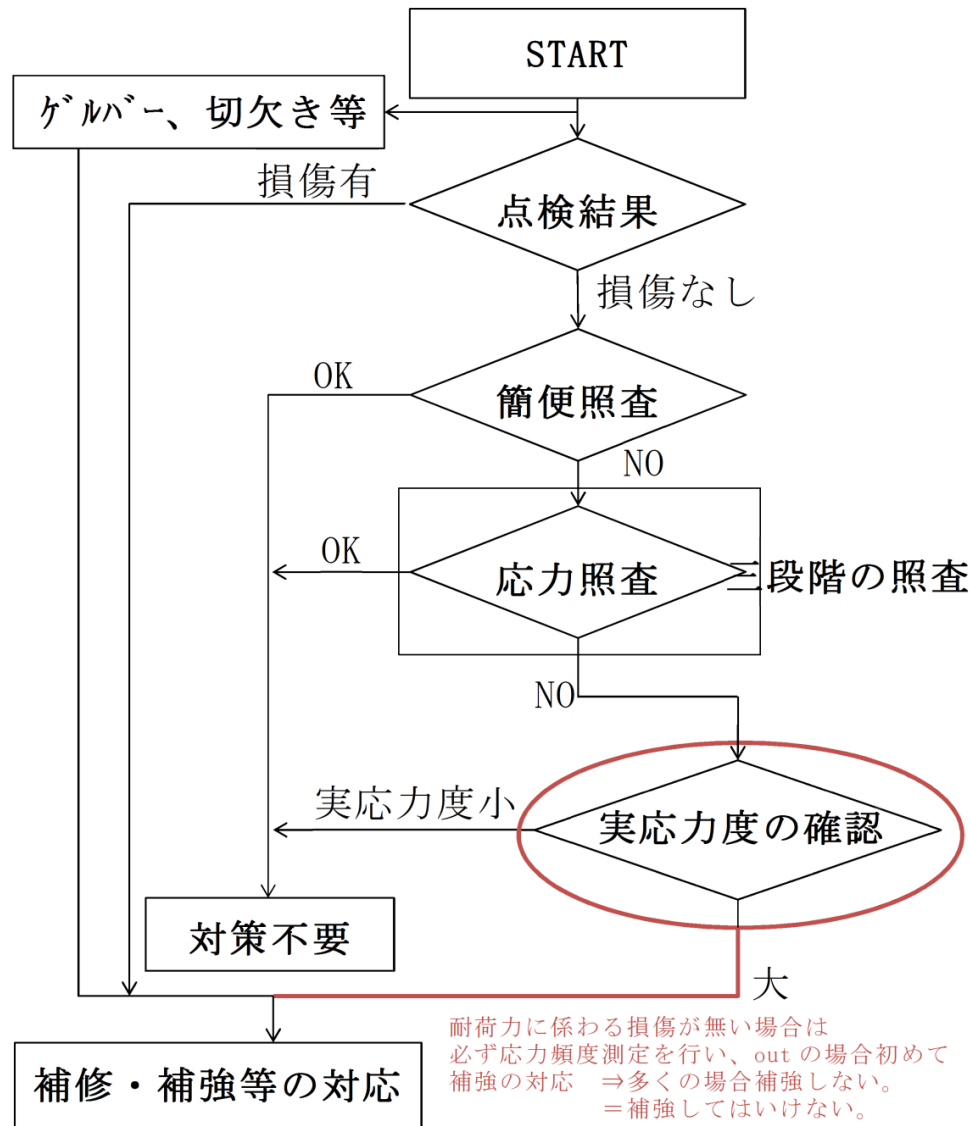 START
ｹﾞﾙﾊﾞｰ、切欠き等
損傷有
点検結果
損傷なし
OK
簡便照査
NO
OK
応力照査
三段階の照査
NO
実応力度小
実応力度の確認
対策不要
大
補修・補強等の対応
耐荷力に係わる損傷が無い場合は
必ず応力頻度測定を行い、outの場合初めて
補強の対応　⇒多くの場合補強しない。
＝補強してはいけない。